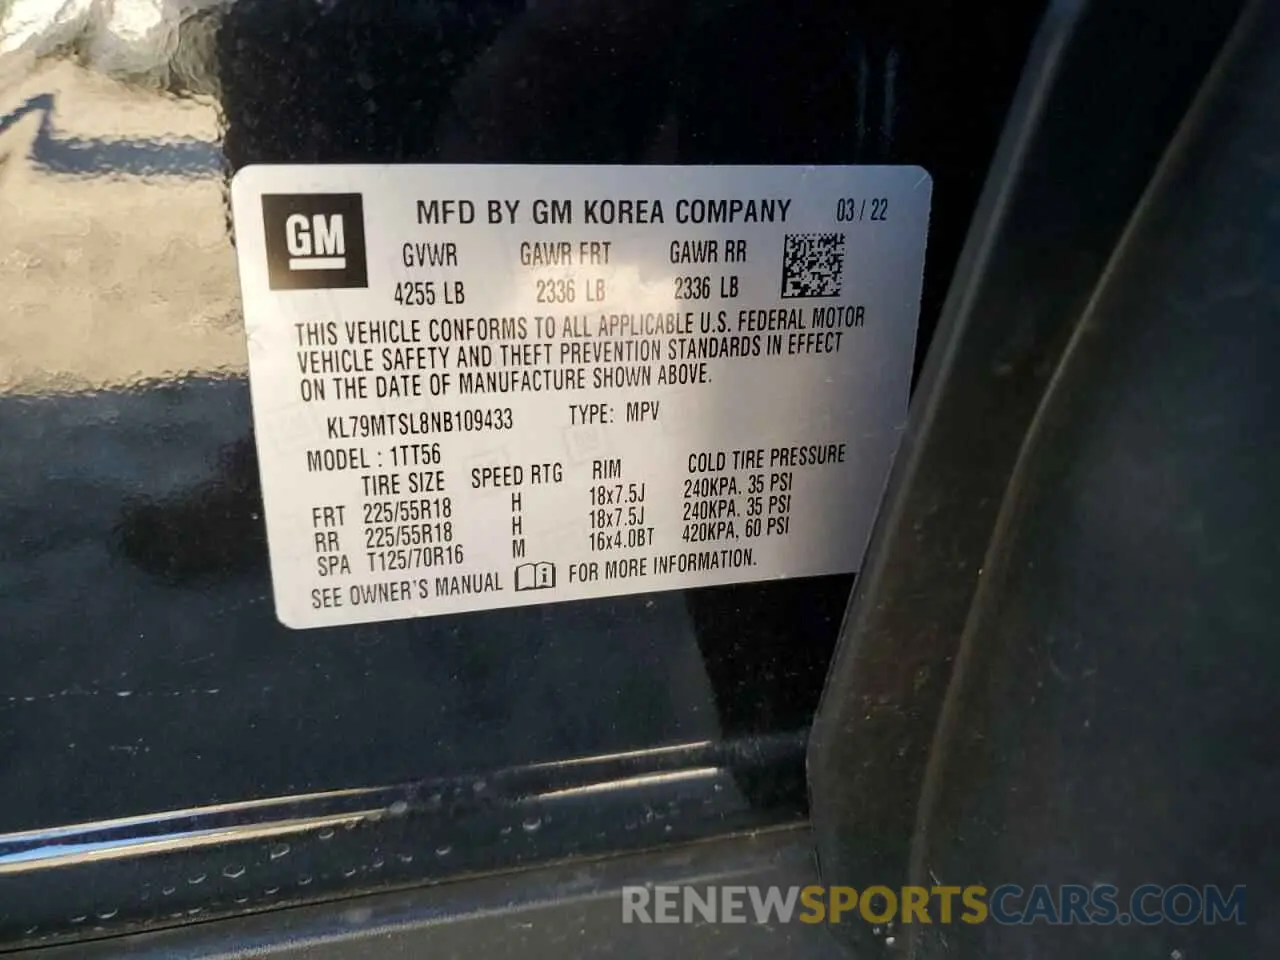 GM MFD BY GM KOREA COMPANY 03 / 22
GVWR GAWR FRT GAWR RR
4255 LB 2336 LB 2336 LB
THIS VEHICLE CONFORMS TO ALL APPLICABLE U.S. FEDERAL MOTOR
VEHICLE SAFETY AND THEFT PREVENTION STANDARDS IN EFFECT
ON THE DATE OF MANUFACTURE SHOWN ABOVE.
KL79MTSL8NB109433 TYPE: MPV
MODEL : 1TT56
TIRE SIZE SPEED RTG RIM COLD TIRE PRESSURE
FRT 225/55R18 H 18x7.5J 240KPA. 35 PSI
RR 225/55R18 H 18x7.5J 240KPA. 35 PSI
SPA T125/70R16 M 16x4.0BT 420KPA, 60 PSI
SEE OWNER'S MANUAL FOR MORE INFORMATION.
RENEWSPORTSCARS.COM